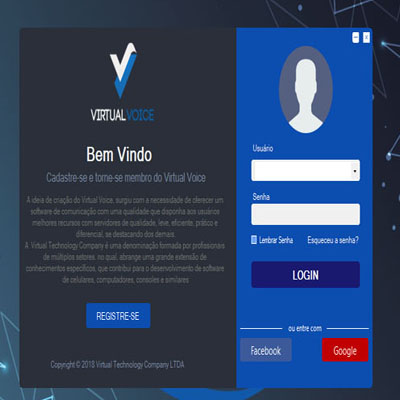 VIRTUALVOICE
Bem Vindo
Cadastre-se e torne-se membro do Virtual Voice
A ideia de criação do Virtual Voice, surgiu com a necesidade de oferecer um
software de comunicação com uma qualidade que disponha aos usuários
melhores recursos com servidores de qualidade, leve, eficiente, prático e
diferencial, se destacando dos demais.
A Virtual Technology Company é uma denominação formada por profissionais
de múltiplos setores. no qual, abrange uma grande extensão de
conhecimentos específicos, que contribui para o desenvolvimento de software
de celulares, computadores, consoles e similares
REGISTRE-SE
Copyright © 2018 Virtual Technology Company LTDA
Usuário
Senha
Lembrar Senha
Esqueceu a senha?
LOGIN
ou entre com
Facebook
Google